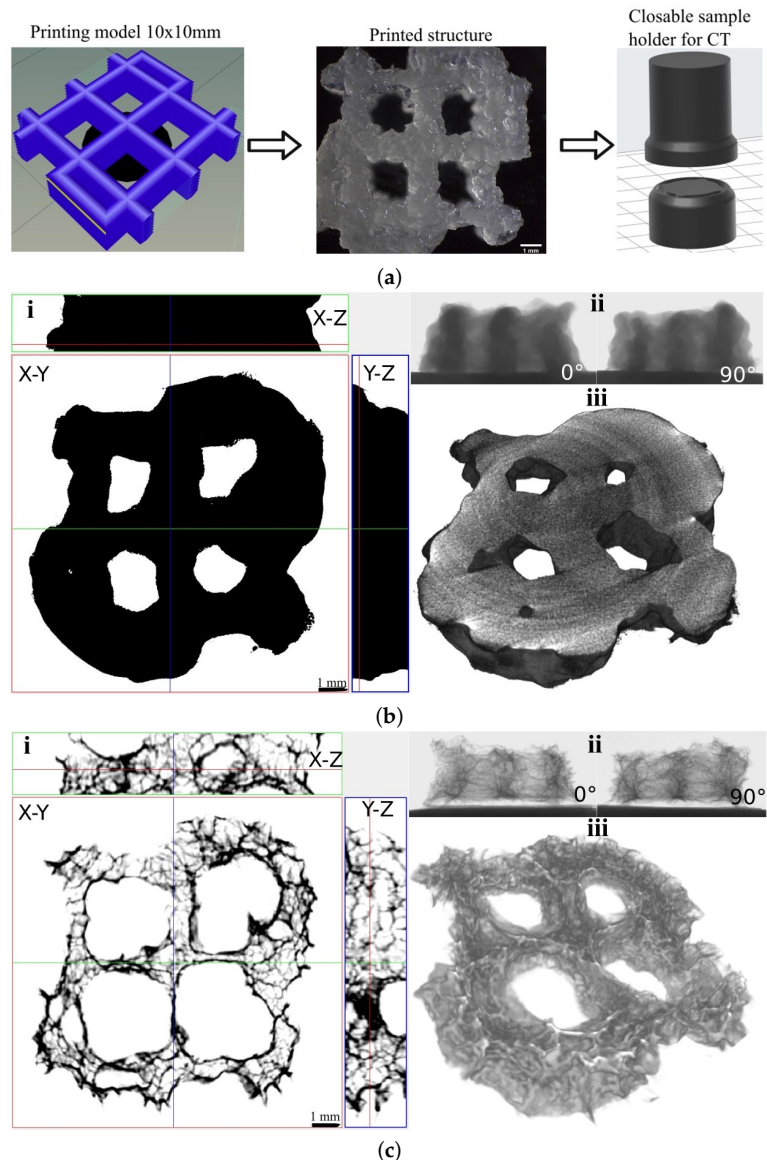 Printing model 10x10mm
Printed structure
Closable sample
holder for CT
1 mm
(a)
i
X-Z
X-Y
Y-Z
1 mm
ii
0°
90°
iii
(b)
i
X-Z
X-Y
Y-Z
1 mm
ii
0°
90°
iii
(c)